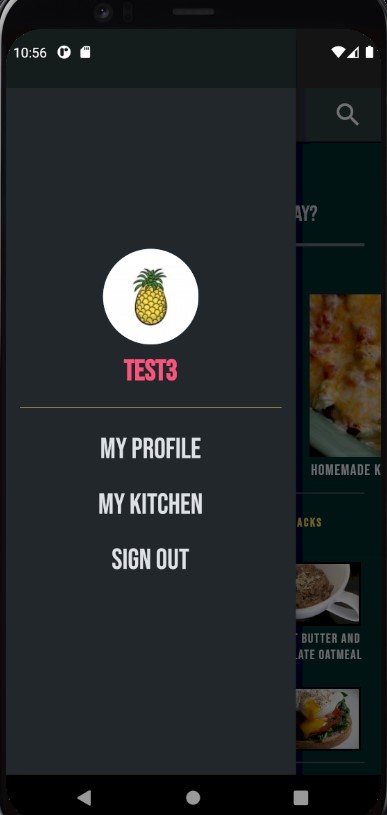 10:56
AY?
TEST3
MY PROFILE
MY KITCHEN
SIGN OUT
HOMEMADE K
ACKS
BUTTER AND
LATE OATMEAL